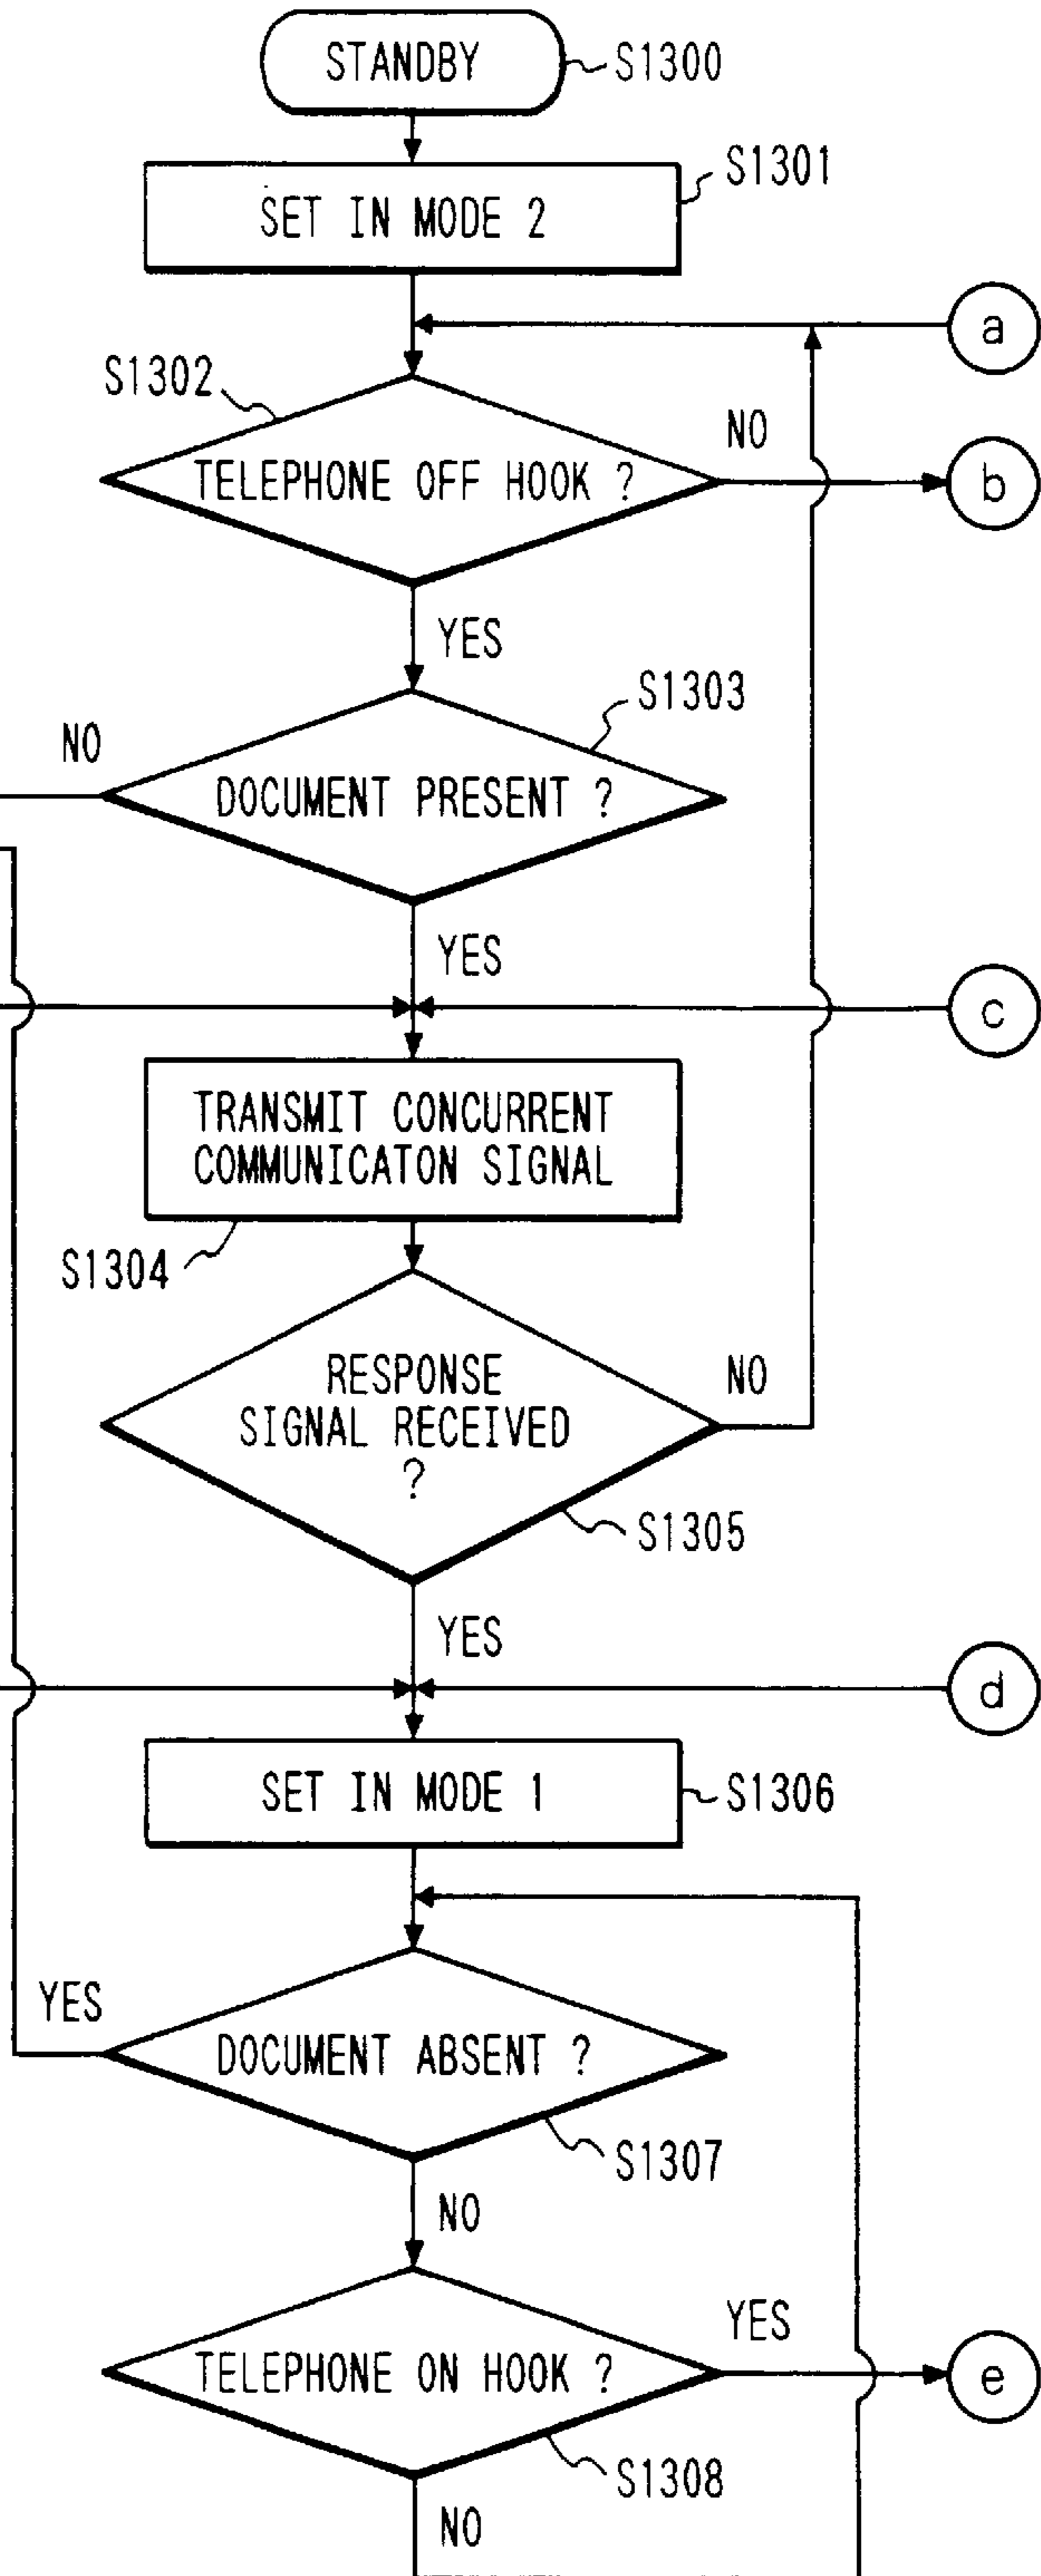 STANDBY
S1300
S1301
SET IN MODE 2
a
S1302
NO
TELEPHONE OFF HOOK ?
b
YES
S1303
NO
DOCUMENT PRESENT ?
YES
c
TRANSMIT CONCURRENT
COMMUNICATON SIGNAL
S1304
RESPONSE
SIGNAL RECEIVED
?
NO
S1305
YES
d
SET IN MODE 1
S1306
YES
DOCUMENT ABSENT ?
S1307
NO
YES
TELEPHONE ON HOOK ?
e
S1308
NO